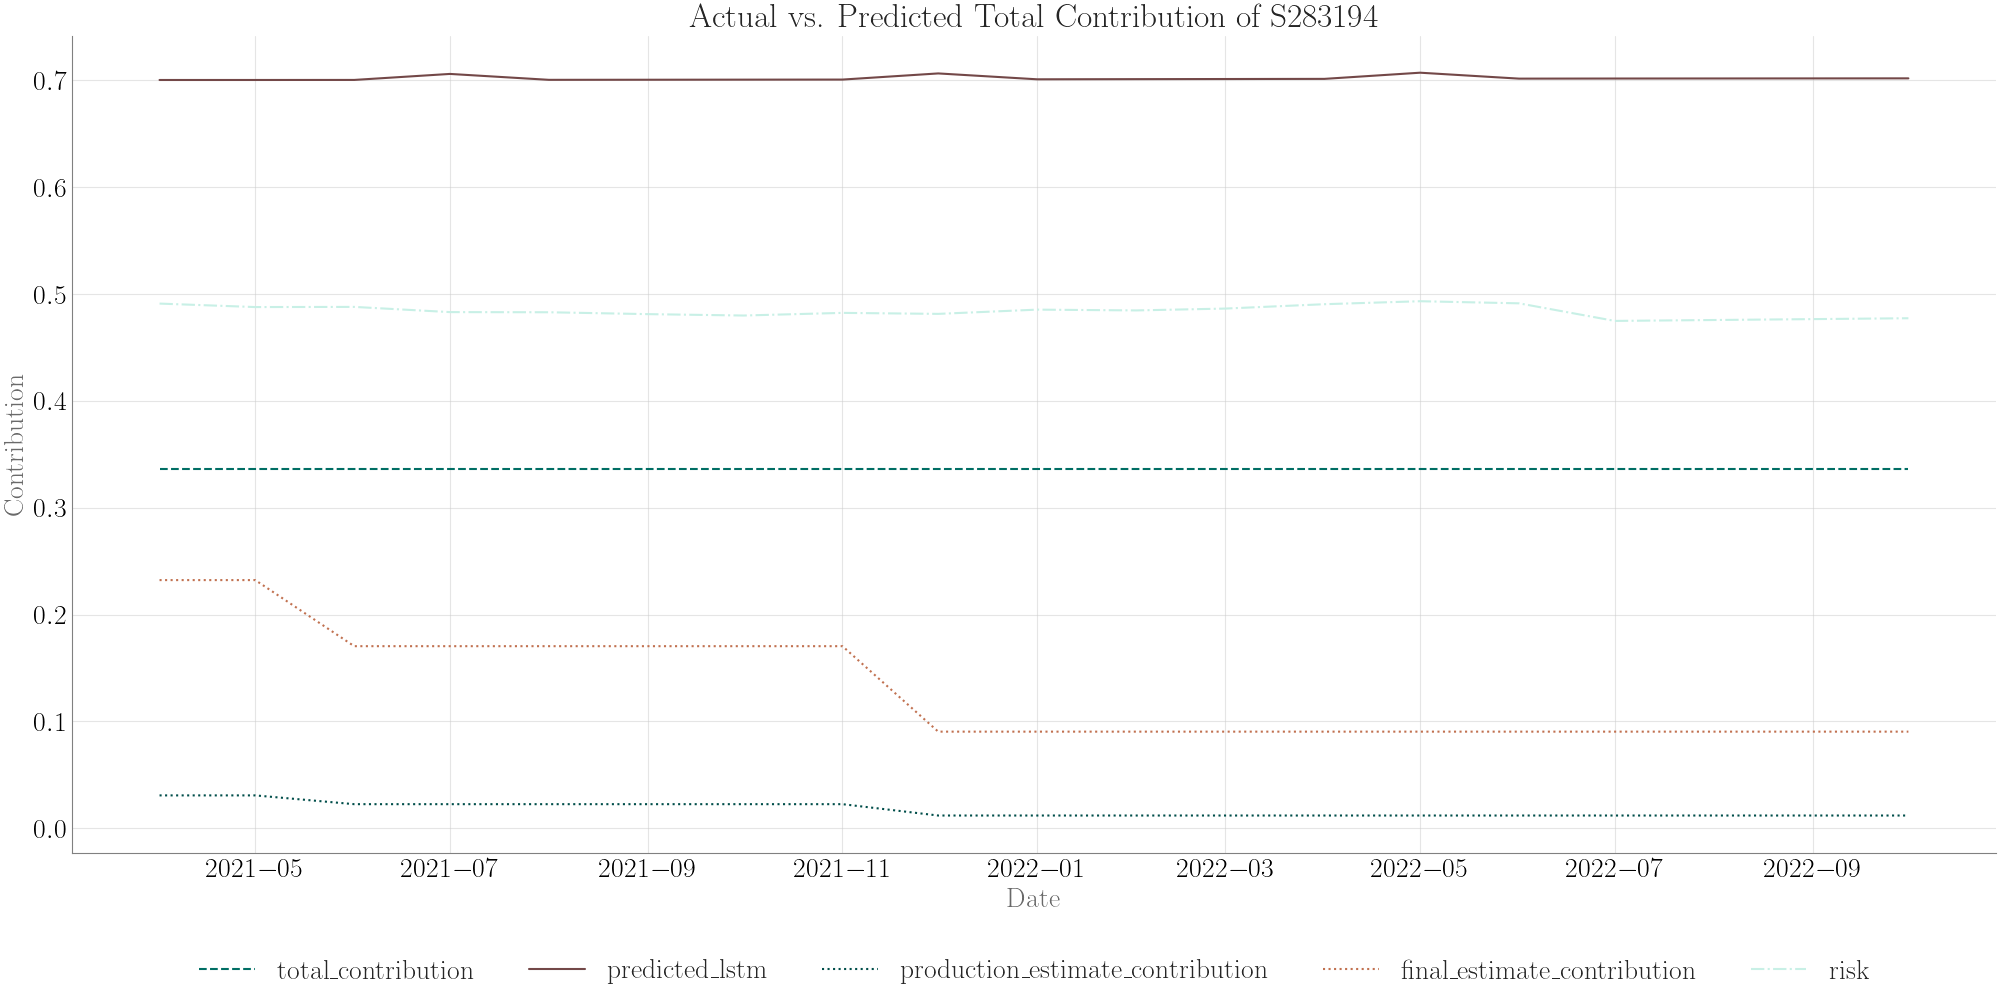 Actual vs. Predicted Total Contribution of S283194
0.7
0.6
0.5
0.4
0.3
0.2
0.1
0.0
Contribution
2021−05 2021−07 2021−09 2021−11 2022−01 2022−03 2022−05 2022−07 2022−09
Date
total_contribution predicted_lstm production_estimate_contribution final_estimate_contribution risk